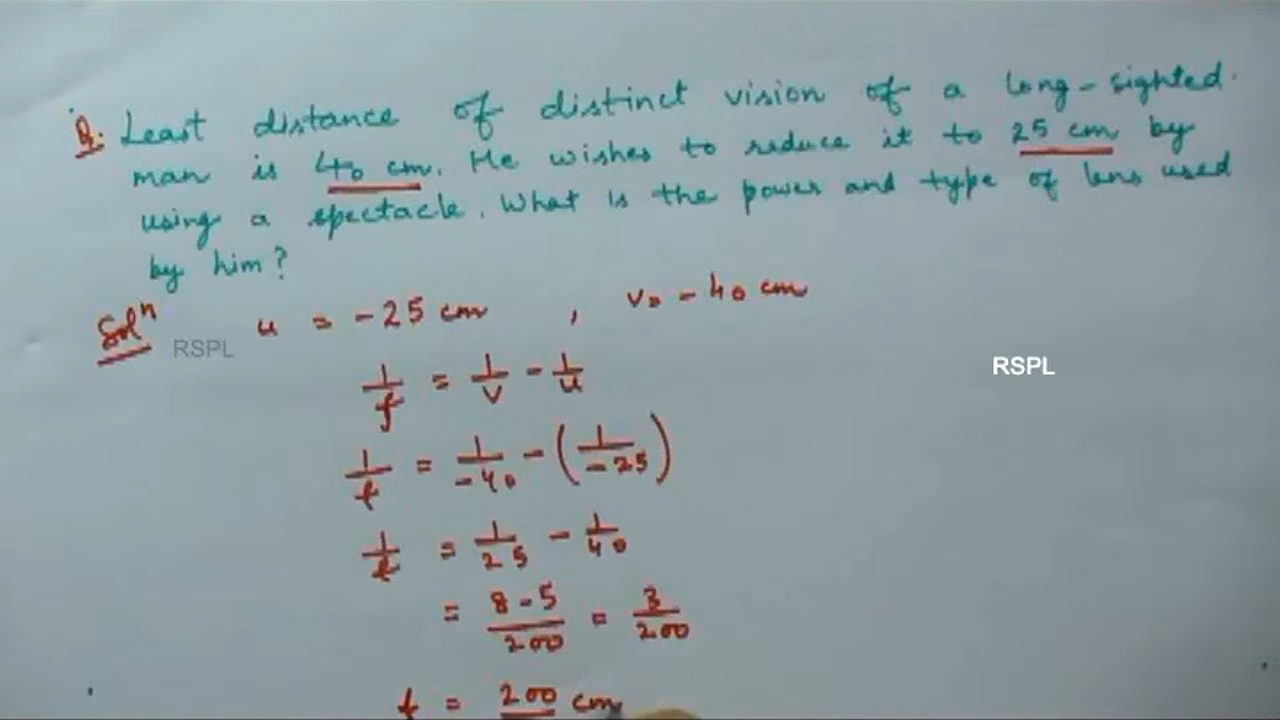 Q. Least distance of distinct vision of a long-sighted
man is 40 cm. He wishes to reduce it to 25 cm by
using a spectacle. What is the power and type of lens used
by him?
Solⁿ u = -25 cm , v = -40 cm
RSPL
RSPL
1/f = 1/v - 1/u
1/f = 1/-40 - (1/-25)
1/f = 1/25 - 1/40
= 8-5/200 = 3/200
f = 200 cm